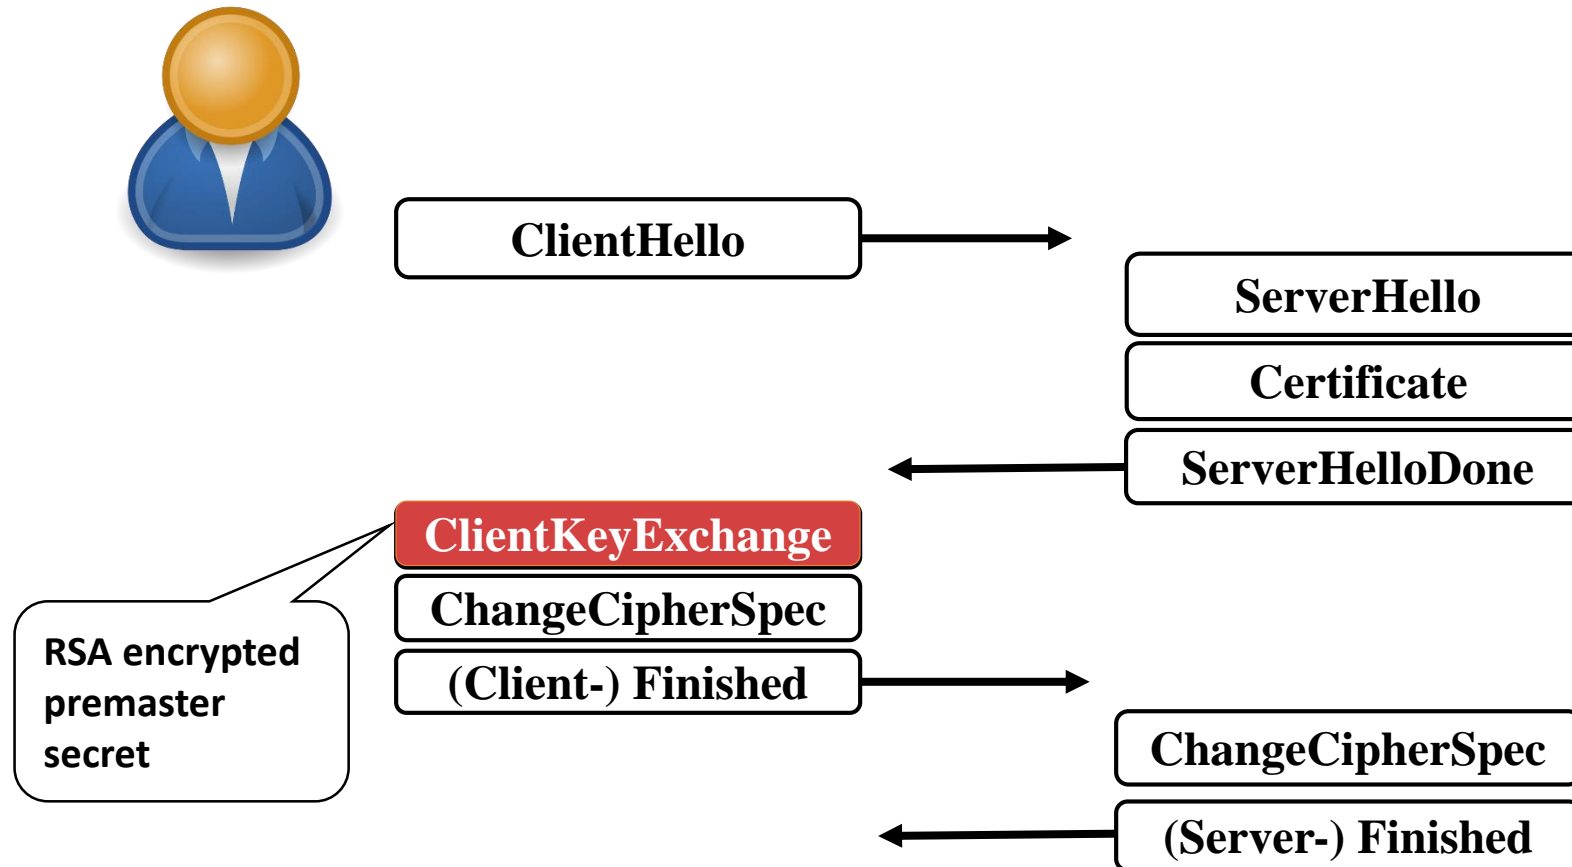 ClientHello
ServerHello
Certificate
ServerHelloDone
ClientKeyExchange
ChangeCipherSpec
(Client-) Finished
RSA encrypted
premaster
secret
ChangeCipherSpec
(Server-) Finished